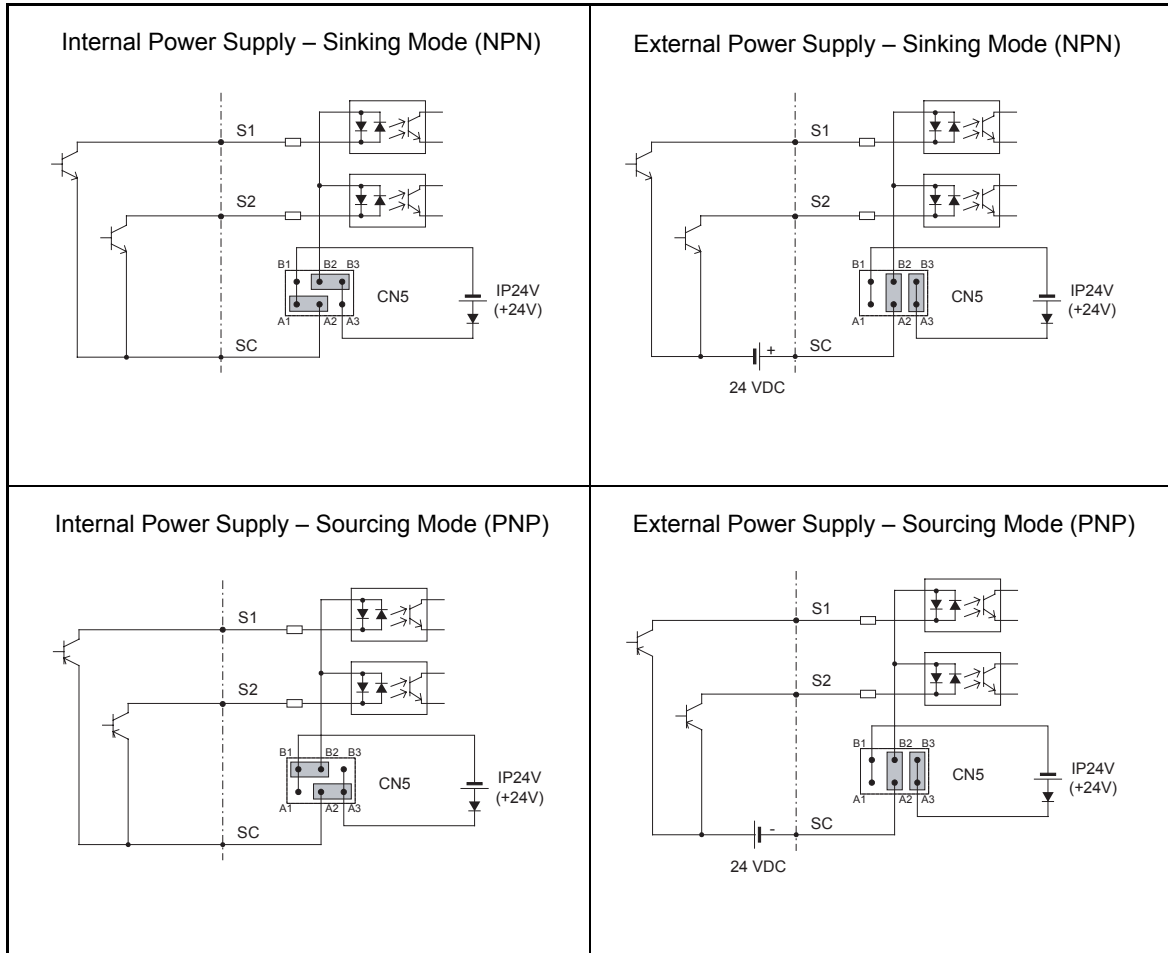 Internal Power Supply – Sinking Mode (NPN)
S1
S2
B1 B2 B3
CN5
IP24V
(+24V)
A1 A2 A3
SC
External Power Supply – Sinking Mode (NPN)
S1
S2
B1 B2 B3
CN5
IP24V
(+24V)
A1 A2 A3
SC
+
24 VDC
Internal Power Supply – Sourcing Mode (PNP)
S1
S2
B1 B2 B3
CN5
IP24V
(+24V)
A1 A2 A3
SC
External Power Supply – Sourcing Mode (PNP)
S1
S2
B1 B2 B3
CN5
IP24V
(+24V)
A1 A2 A3
SC
-
24 VDC